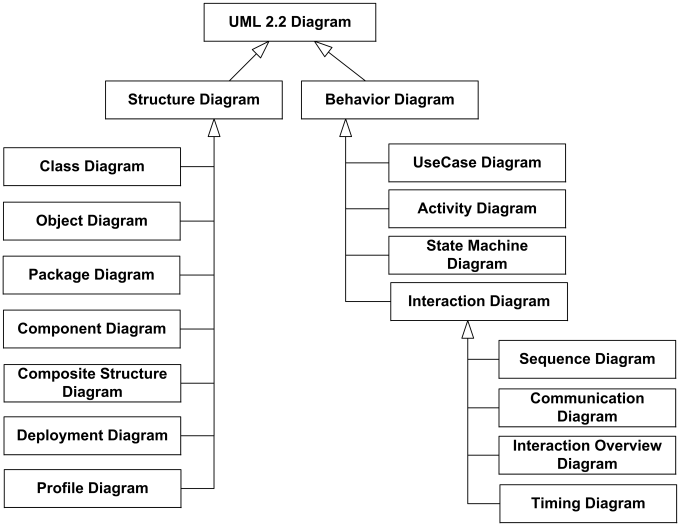 UML 2.2 Diagram
Structure Diagram
Behavior Diagram
Class Diagram
Object Diagram
Package Diagram
Component Diagram
Composite Structure
Diagram
Deployment Diagram
Profile Diagram
UseCase Diagram
Activity Diagram
State Machine
Diagram
Interaction Diagram
Sequence Diagram
Communication
Diagram
Interaction Overview
Diagram
Timing Diagram